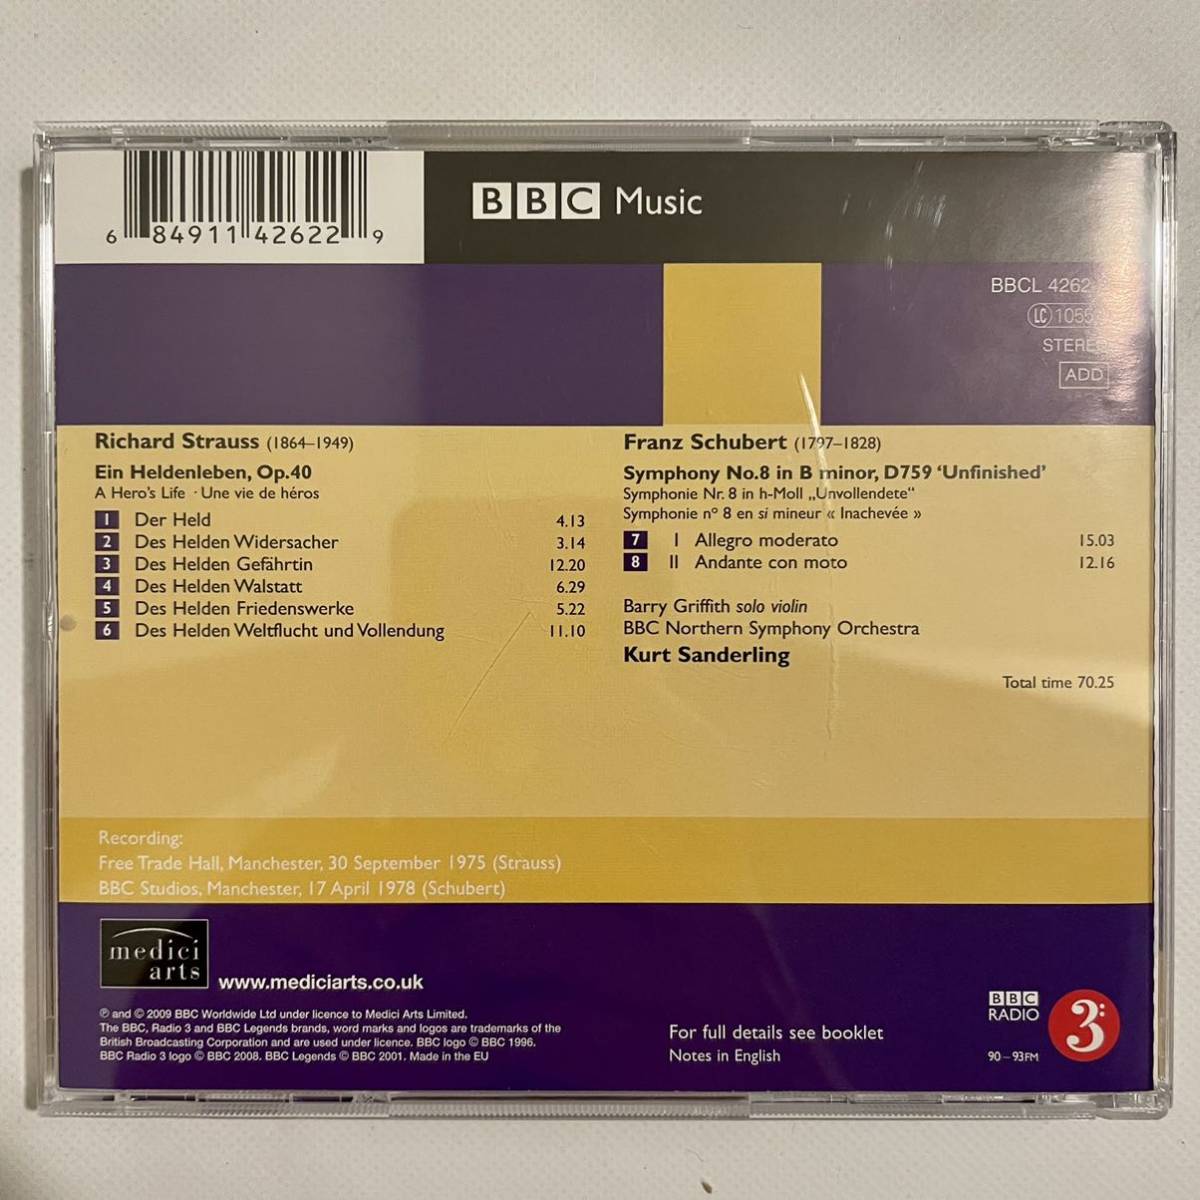 6 84911 42622 9
BBC Music
BBCL 4262
LC
STEREO
ADD
Richard Strauss (1864–1949)
Ein Heldenleben, Op.40
A Hero's Life · Une vie de héros
1 Der Held 4.13
2 Des Helden Widersacher 3.14
3 Des Helden Gefährtin 12.20
4 Des Helden Walstatt 6.29
5 Des Helden Friedenswerke 5.22
6 Des Helden Weltflucht und Vollendung 11.10
Franz Schubert (1797–1828)
Symphony No.8 in B minor, D759 ‘Unfinished’
Symphonie Nr. 8 in h-Moll „Unvollendete“
Symphonie nº 8 en si mineur « Inachevée »
7 I Allegro moderato 15.03
8 II Andante con moto 12.16
Barry Griffith solo violin
BBC Northern Symphony Orchestra
Kurt Sanderling
Total time 70.25
Recording:
Free Trade Hall, Manchester, 30 September 1975 (Strauss)
BBC Studios, Manchester, 17 April 1978 (Schubert)
medici
arts
www.mediciarts.co.uk
℗ and © 2009 BBC Worldwide Ltd under licence to Medici Arts Limited.
The BBC, Radio 3 and BBC Legends brands, word marks and logos are trademarks of the
British Broadcasting Corporation and are used under licence. BBC logo © BBC 1996.
BBC Radio 3 logo © BBC 2008. BBC Legends © BBC 2001. Made in the EU
For full details see booklet
Notes in English
BBC
RADIO
3
90–93FM